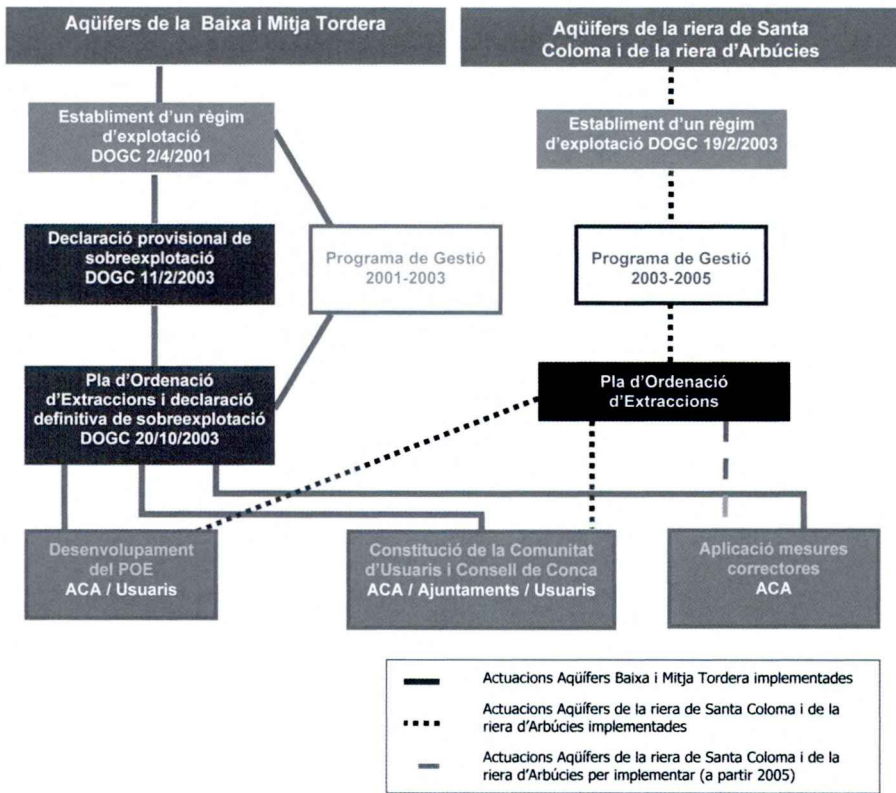 Aqüífers de la Baixa i Mitja Tordera
Aqüífers de la riera de Santa
Coloma i de la riera d'Arbúcies
Establiment d'un règim
d'explotació
DOGC 2/4/2001
Establiment d'un règim
d'explotació DOGC 19/2/2003
Declaració provisional de
sobreexplotació
DOGC 11/2/2003
Programa de Gestió
2001-2003
Programa de Gestió
2003-2005
Pla d'Ordenació
d'Extraccions i declaració
definitiva de sobreexplotació
DOGC 20/10/2003
Pla d'Ordenació
d'Extraccions
Desenvolupament
del POE
ACA / Usuaris
Constitució de la Comunitat
d'Usuaris i Consell de Conca
ACA / Ajuntaments / Usuaris
Aplicació mesures
correctores
ACA
Actuacions Aqüífers Baixa i Mitja Tordera implementades
Actuacions Aqüífers de la riera de Santa Coloma i de la
riera d'Arbúcies implementades
Actuacions Aqüífers de la riera de Santa Coloma i de la
riera d'Arbúcies per implementar (a partir 2005)